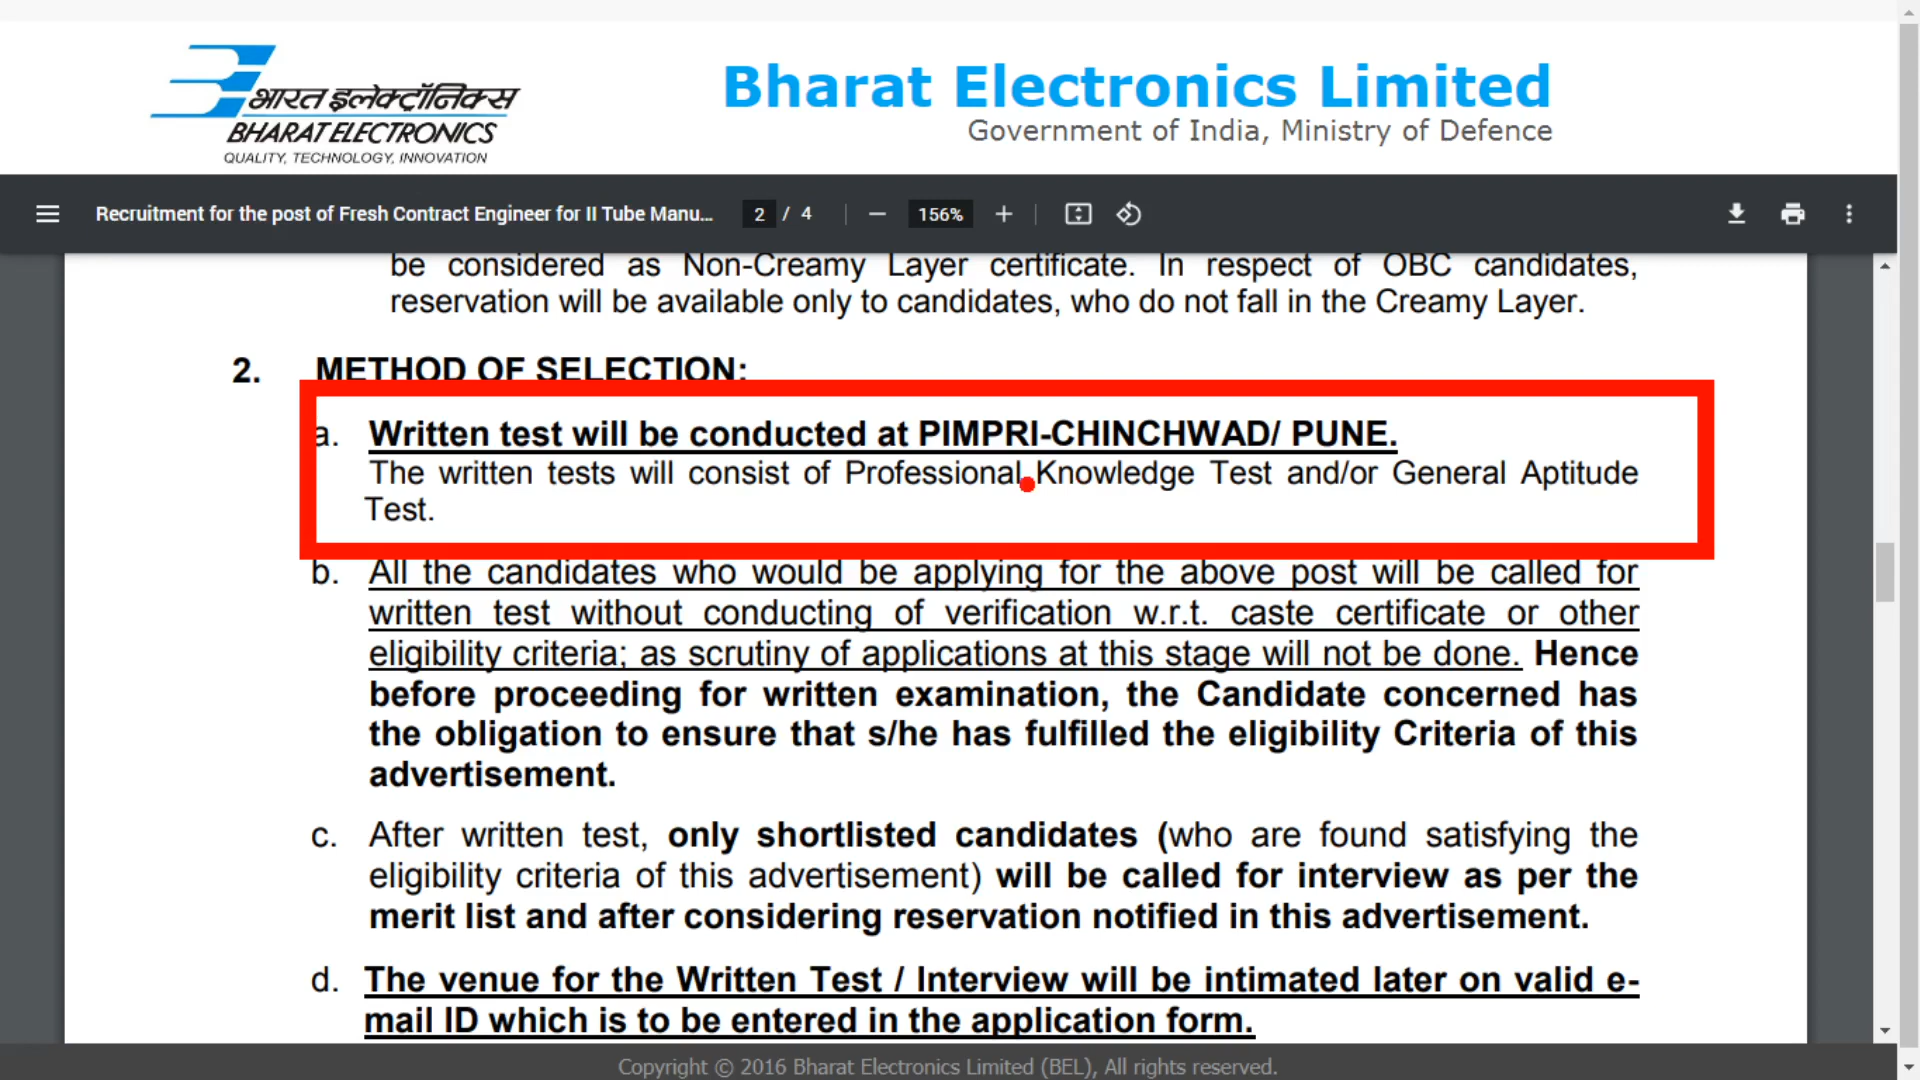 भारत इलेक्ट्रॉनिक्स
BHARAT ELECTRONICS
QUALITY, TECHNOLOGY, INNOVATION
Bharat Electronics Limited
Government of India, Ministry of Defence
Recruitment for the post of Fresh Contract Engineer for II Tube Manu... 2 / 4 156%
be considered as Non-Creamy Layer certificate. In respect of OBC candidates,
reservation will be available only to candidates, who do not fall in the Creamy Layer.
2. METHOD OF SELECTION:
a. Written test will be conducted at PIMPRI-CHINCHWAD/ PUNE.
The written tests will consist of Professional Knowledge Test and/or General Aptitude
Test.
b. All the candidates who would be applying for the above post will be called for
written test without conducting of verification w.r.t. caste certificate or other
eligibility criteria; as scrutiny of applications at this stage will not be done. Hence
before proceeding for written examination, the Candidate concerned has
the obligation to ensure that s/he has fulfilled the eligibility Criteria of this
advertisement.
c. After written test, only shortlisted candidates (who are found satisfying the
eligibility criteria of this advertisement) will be called for interview as per the
merit list and after considering reservation notified in this advertisement.
d. The venue for the Written Test / Interview will be intimated later on valid e-
mail ID which is to be entered in the application form.
Copyright © 2016 Bharat Electronics Limited (BEL), All rights reserved.